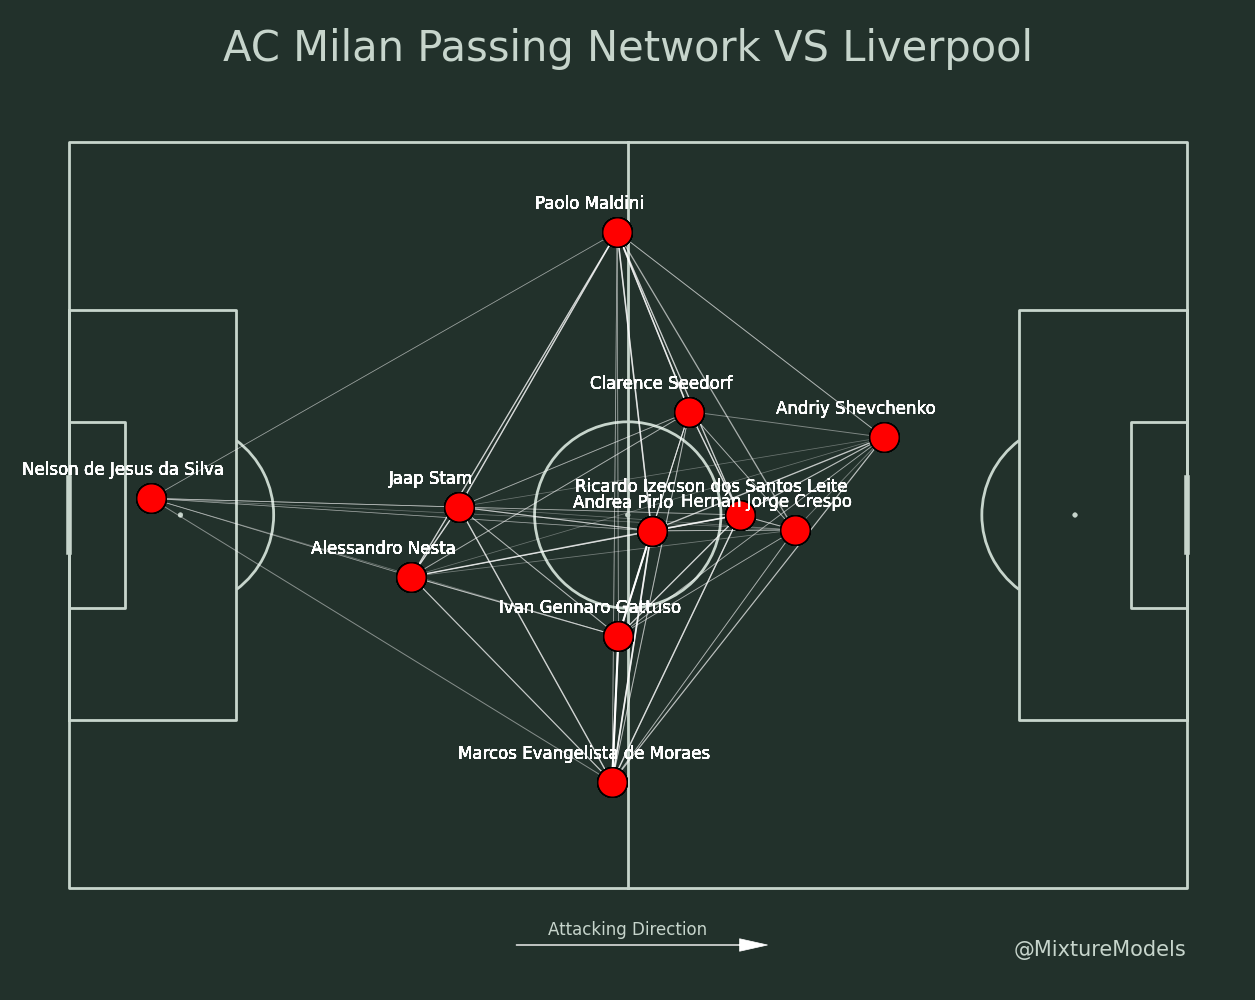 AC Milan Passing Network VS Liverpool
Paolo Maldini
Clarence Seedorf
Andriy Shevchenko
Nelson de Jesus da Silva
Jaap Stam
Ricardo Izecson dos Santos Leite
Andrea Pirlo
Hernán Jorge Crespo
Alessandro Nesta
Ivan Gennaro Gattuso
Marcos Evangelista de Moraes
Attacking Direction
@MixtureModels